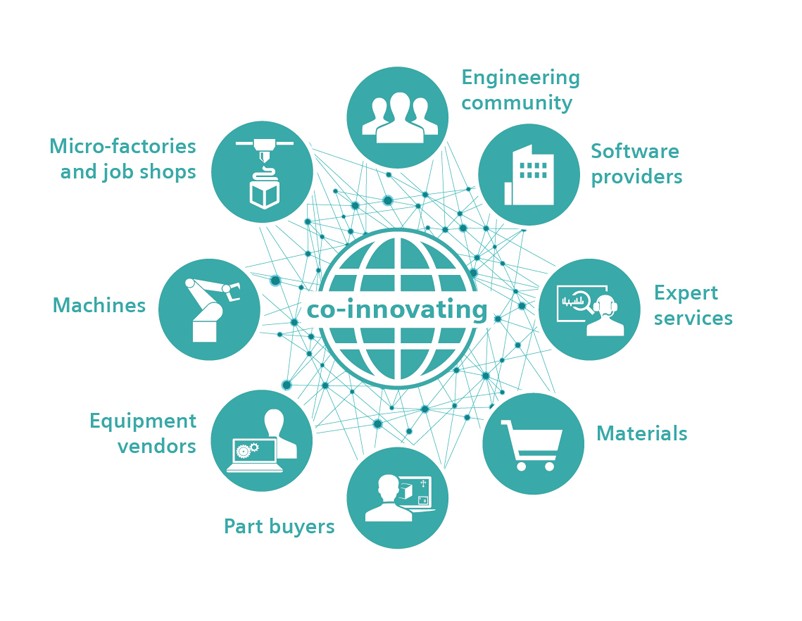 Engineering
community
Software
providers
Expert
services
Materials
Part buyers
Equipment
vendors
Machines
Micro-factories
and job shops
co-innovating